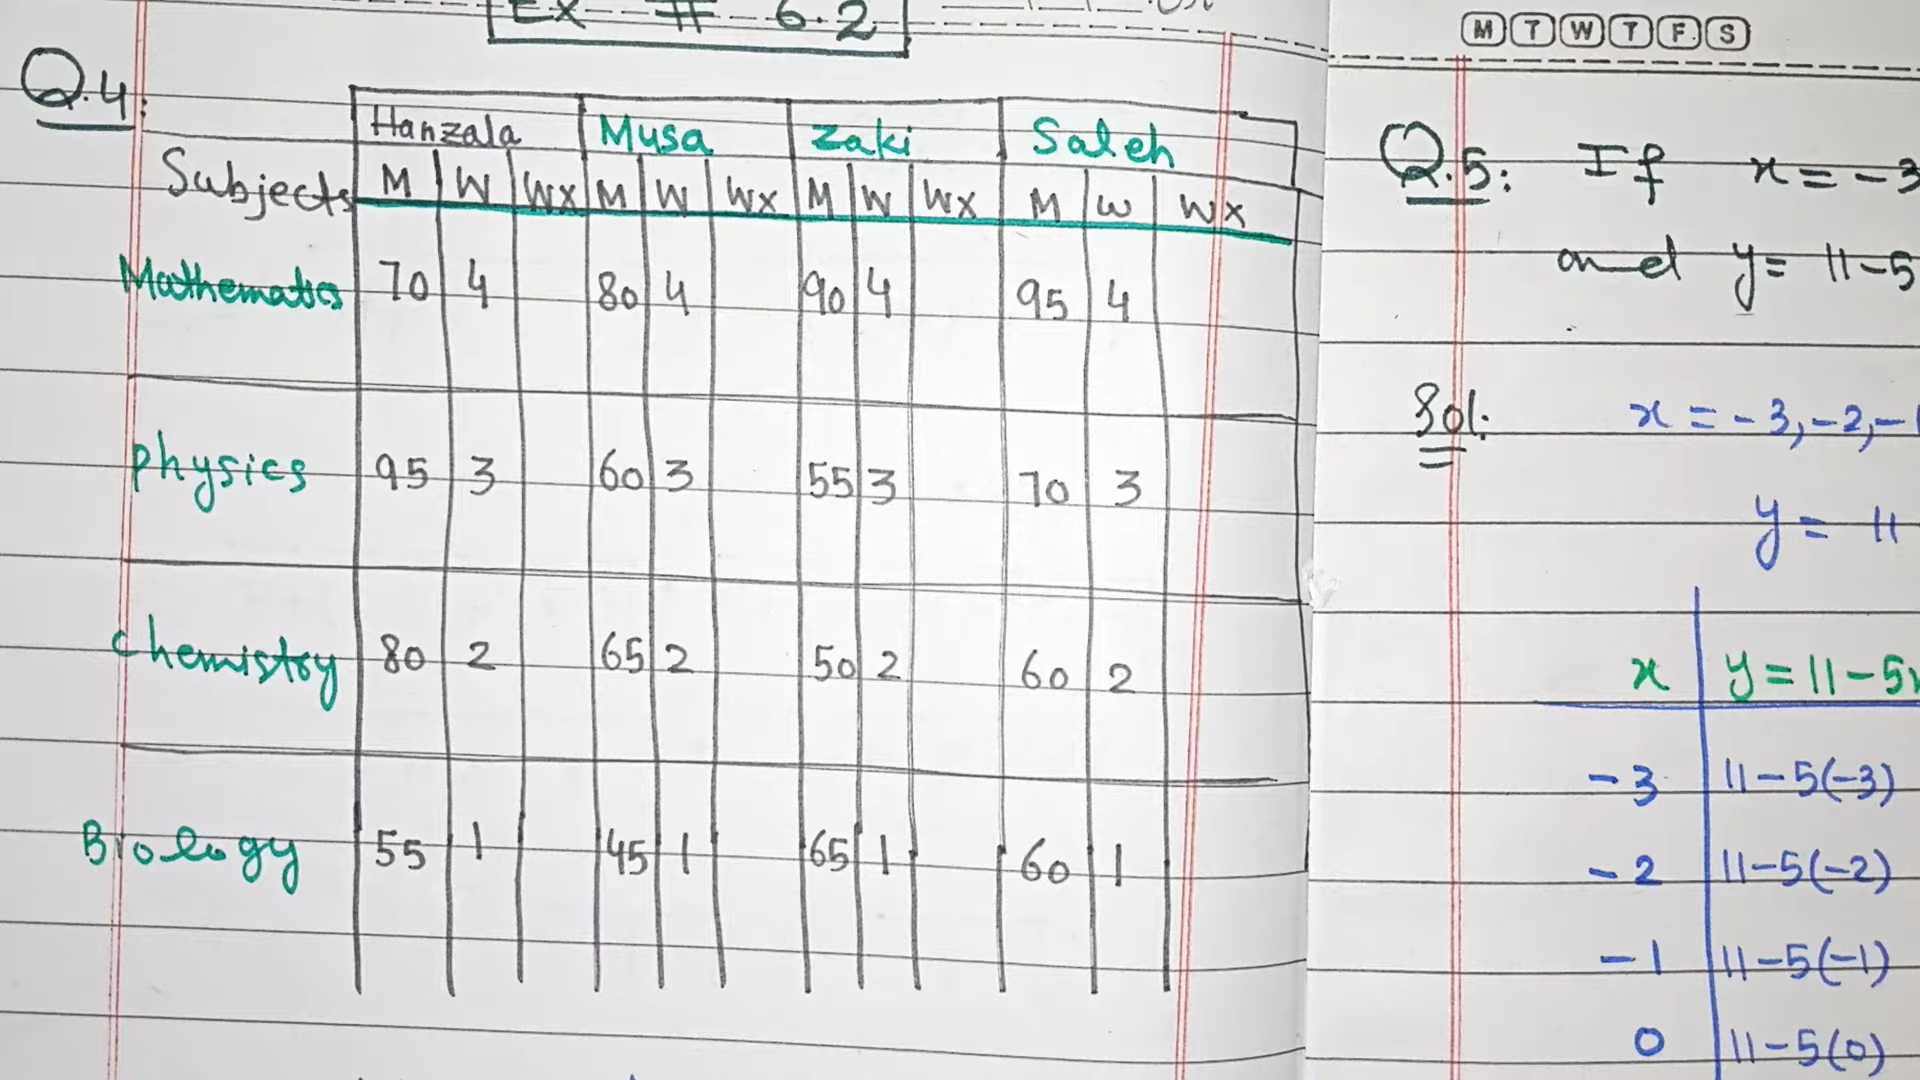 Ex # 6.2
Q.4:
Hanzala Musa Zaki Saleh
Subjects M W WX M W WX M W WX M W WX
Mathematics 70 4 80 4 90 4 95 4
Physics 95 3 60 3 55 3 70 3
Chemistry 80 2 65 2 50 2 60 2
Biology 55 1 45 1 65 1 60 1
M T W T F S
Q.5: If x = -3
and y = 11-5
Sol:
x = -3, -2, -1
y = 11
x y = 11-5x
-3 11-5(-3)
-2 11-5(-2)
-1 11-5(-1)
0 11-5(0)